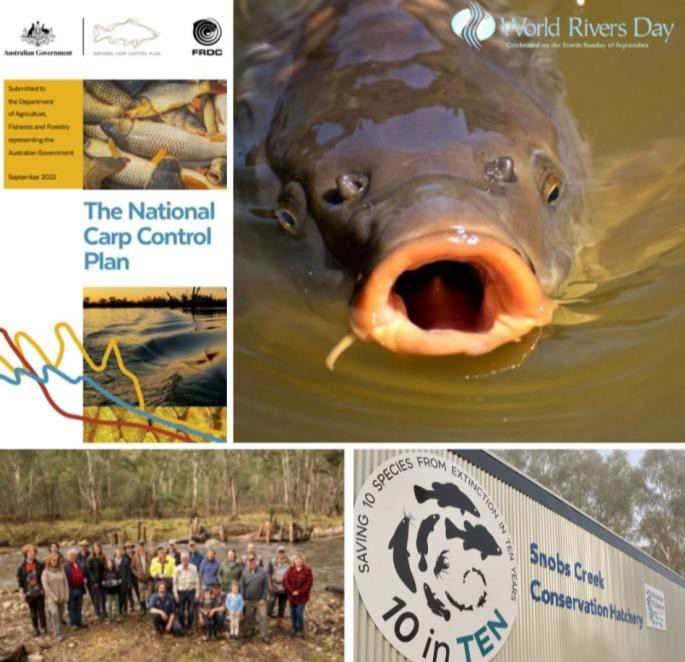 Australian Government
NATIONAL CARP CONTROL PLAN
FRDC
World Rivers Day
Celebrated on the fourth Sunday of September
Submitted to
the Department
of Agriculture,
Fisheries and Forestry
representing the
Australian Government
September 2022
The National
Carp Control
Plan
SAVING 10 SPECIES FROM EXTINCTION IN TEN YEARS
10 in TEN
Snobs Creek
Conservation Hatchery